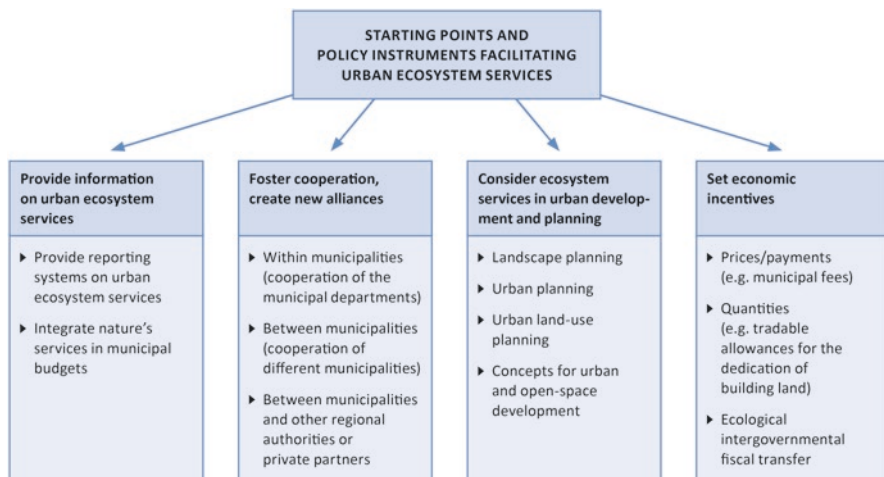 STARTING POINTS AND
POLICY INSTRUMENTS FACILITATING
URBAN ECOSYSTEM SERVICES
Provide information
on urban ecosystem
services
Provide reporting
systems on urban
ecosystem services
Integrate nature's
services in municipal
budgets
Foster cooperation,
create new alliances
Within municipalities
(cooperation of the
municipal departments)
Between municipalities
(cooperation of
different municipalities)
Between municipalities
and other regional
authorities or
private partners
Consider ecosystem
services in urban develop-
ment and planning
Landscape planning
Urban planning
Urban land-use
planning
Concepts for urban
and open-space
development
Set economic
incentives
Prices/payments
(e.g. municipal fees)
Quantities
(e.g. tradable
allowances for the
dedication of
building land)
Ecological
intergovernmental
fiscal transfer